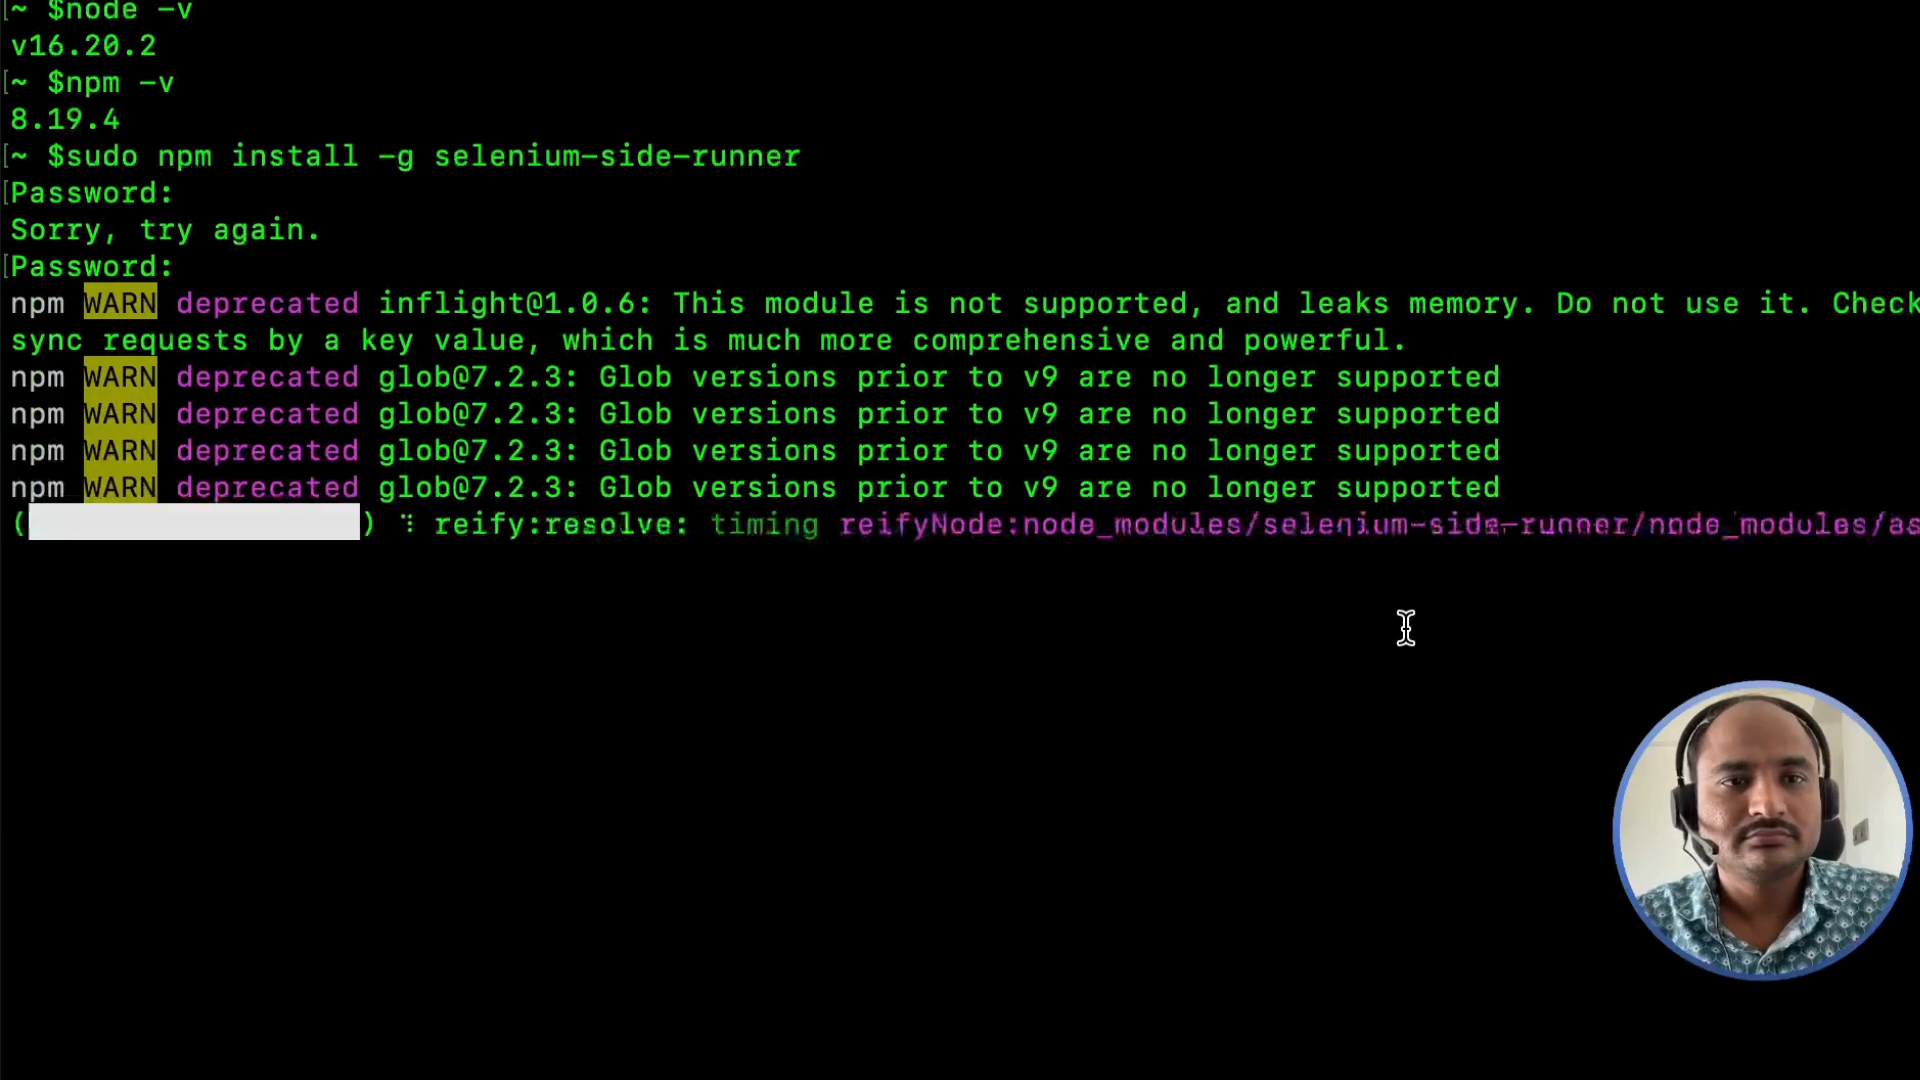 [~ $node -v
v16.20.2
[~ $npm -v
8.19.4
[~ $sudo npm install -g selenium-side-runner
[Password:
Sorry, try again.
[Password:
npm WARN deprecated inflight@1.0.6: This module is not supported, and leaks memory. Do not use it. Check
sync requests by a key value, which is much more comprehensive and powerful.
npm WARN deprecated glob@7.2.3: Glob versions prior to v9 are no longer supported
npm WARN deprecated glob@7.2.3: Glob versions prior to v9 are no longer supported
npm WARN deprecated glob@7.2.3: Glob versions prior to v9 are no longer supported
npm WARN deprecated glob@7.2.3: Glob versions prior to v9 are no longer supported
( ) ⠹ reify:resolve: timing reifyNode:node_modules/selenium-side-runner/node_modules/as